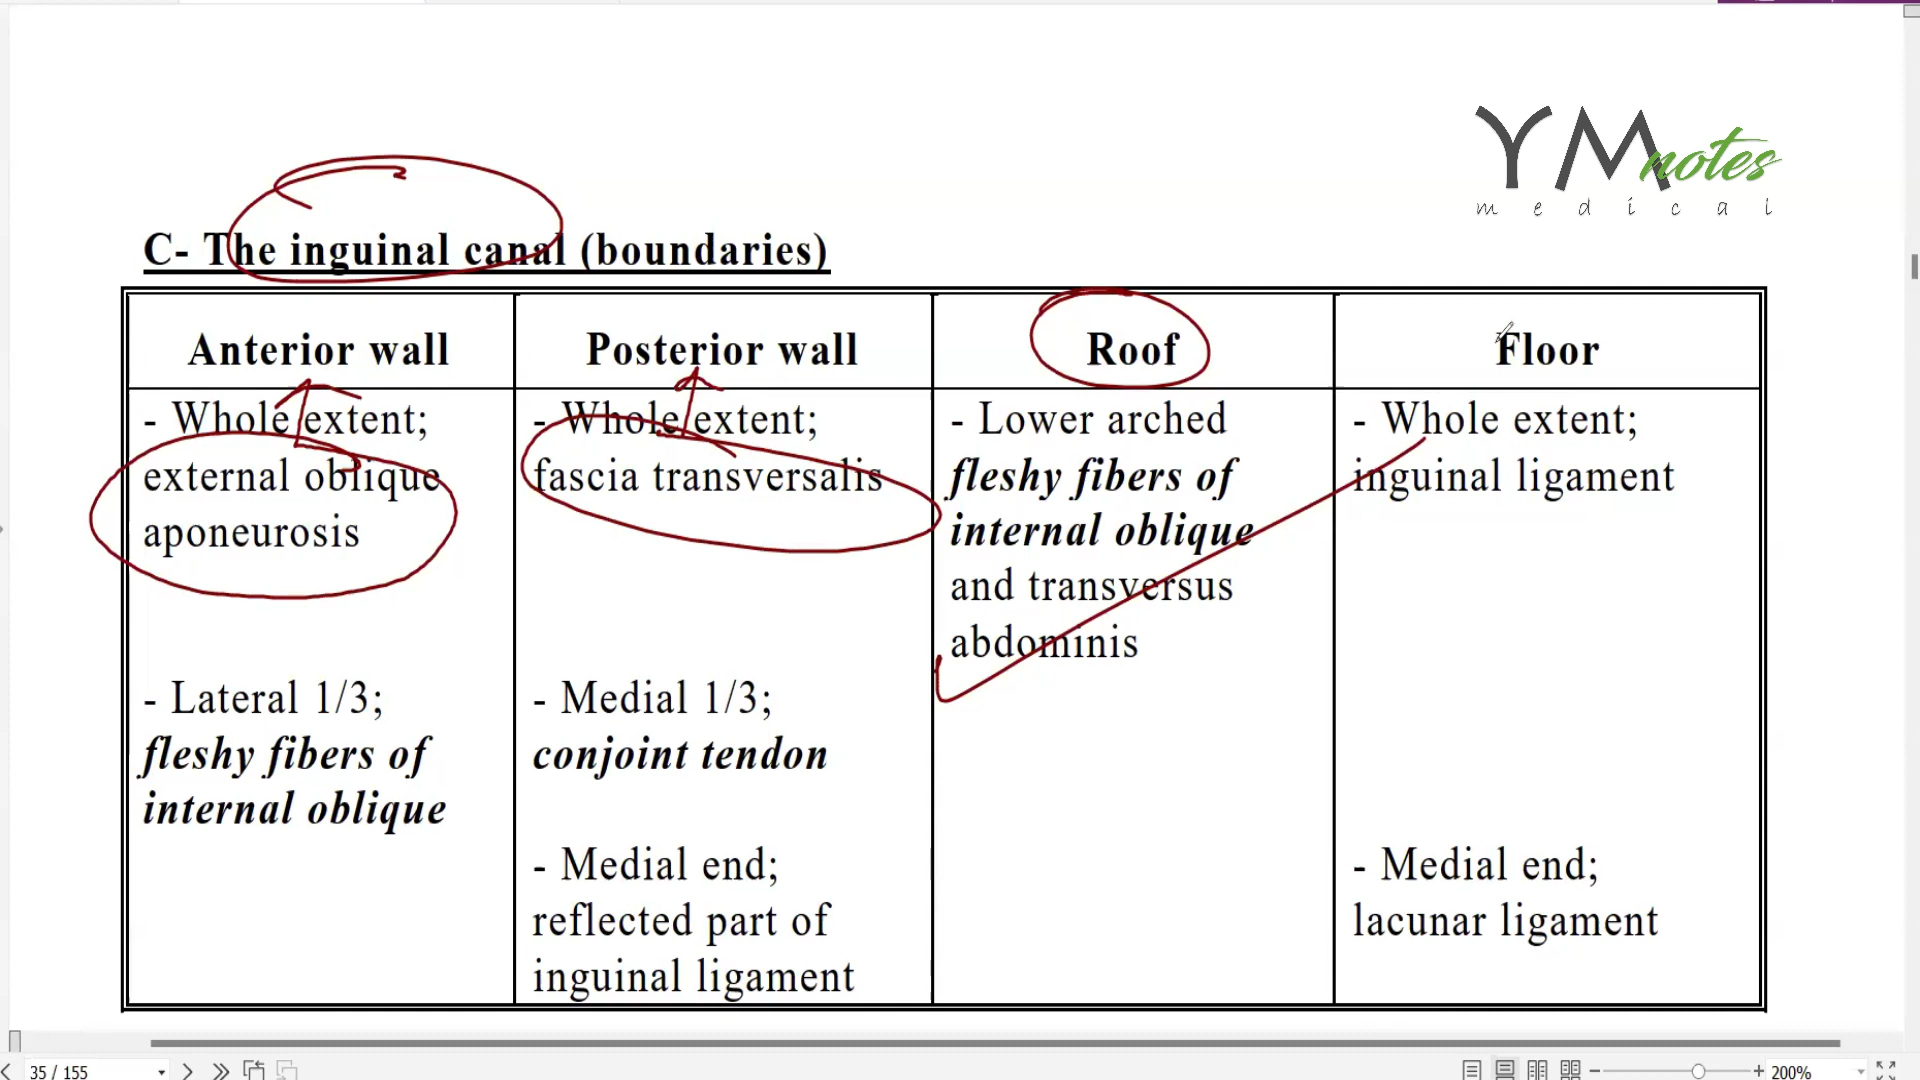 YM notes
medical
C- The inguinal canal (boundaries)
Anterior wall
- Whole extent;
external oblique
aponeurosis
- Lateral 1/3;
fleshy fibers of
internal oblique
Posterior wall
- Whole extent;
fascia transversalis
- Medial 1/3;
conjoint tendon
- Medial end;
reflected part of
inguinal ligament
Roof
- Lower arched
fleshy fibers of
internal oblique
and transversus
abdominis
Floor
- Whole extent;
inguinal ligament
- Medial end;
lacunar ligament
35 / 155
200%